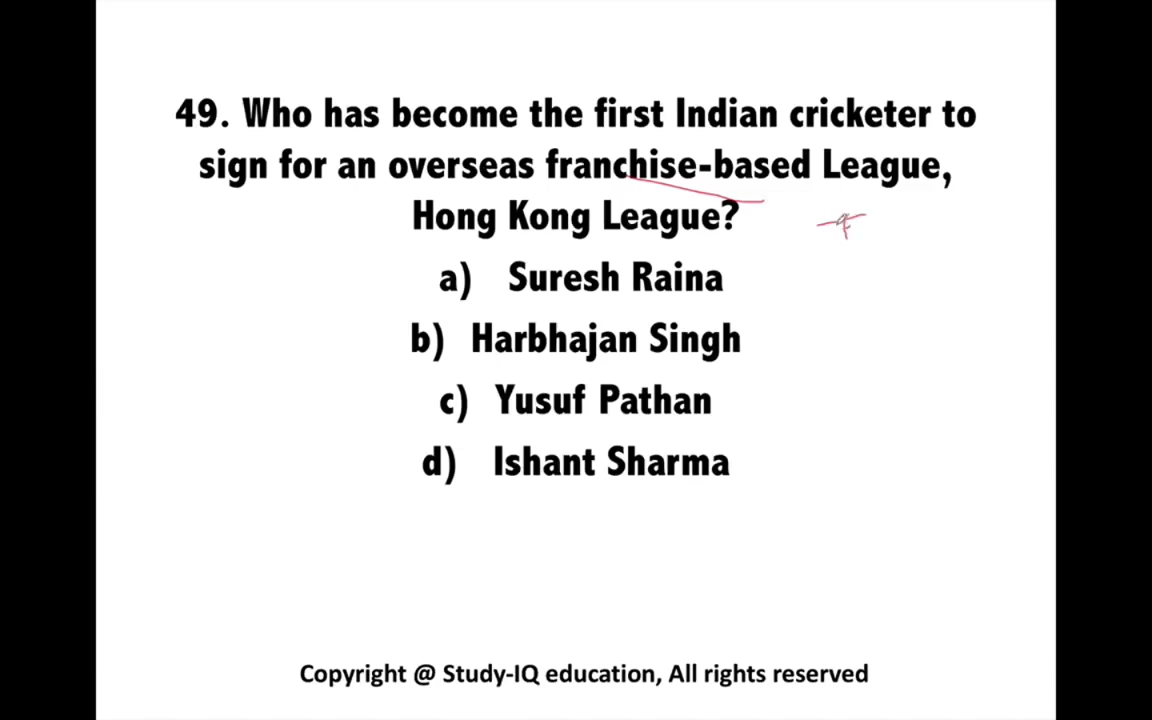 49. Who has become the first Indian cricketer to
sign for an overseas franchise-based League,
Hong Kong League?
a) Suresh Raina
b) Harbhajan Singh
c) Yusuf Pathan
d) Ishant Sharma
Copyright @ Study-IQ education, All rights reserved